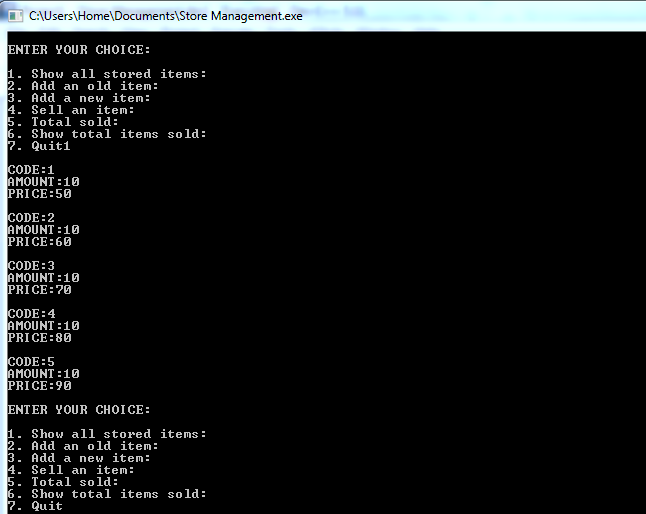 C:\Users\Home\Documents\Store Management.exe
ENTER YOUR CHOICE:
1. Show all stored items:
2. Add an old item:
3. Add a new item:
4. Sell an item:
5. Total sold:
6. Show total items sold:
7. Quit1
CODE:1
AMOUNT:10
PRICE:50
CODE:2
AMOUNT:10
PRICE:60
CODE:3
AMOUNT:10
PRICE:70
CODE:4
AMOUNT:10
PRICE:80
CODE:5
AMOUNT:10
PRICE:90
ENTER YOUR CHOICE:
1. Show all stored items:
2. Add an old item:
3. Add a new item:
4. Sell an item:
5. Total sold:
6. Show total items sold:
7. Quit